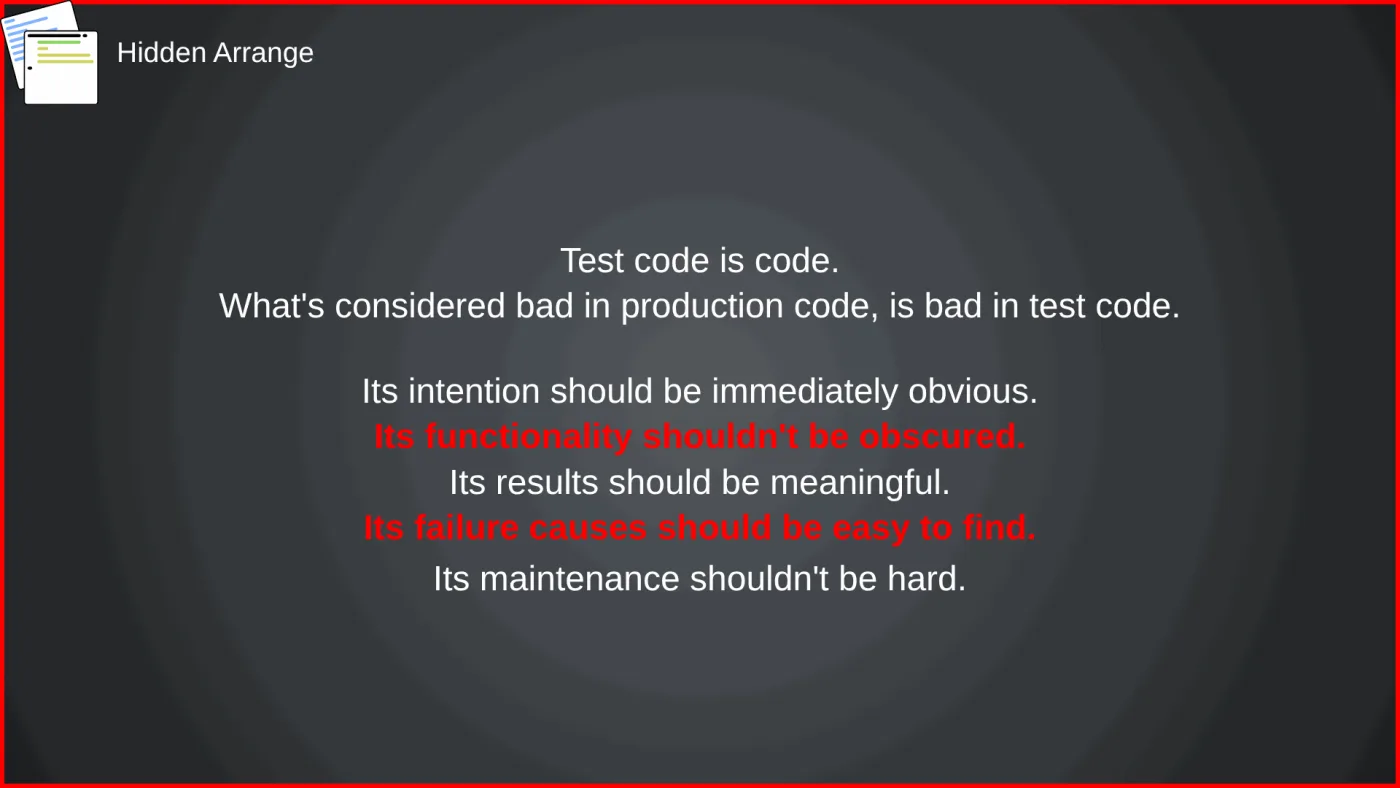 Hidden Arrange
Test code is code.
What's considered bad in production code, is bad in test code.
Its intention should be immediately obvious.
Its functionality shouldn't be obscured.
Its results should be meaningful.
Its failure causes should be easy to find.
Its maintenance shouldn't be hard.